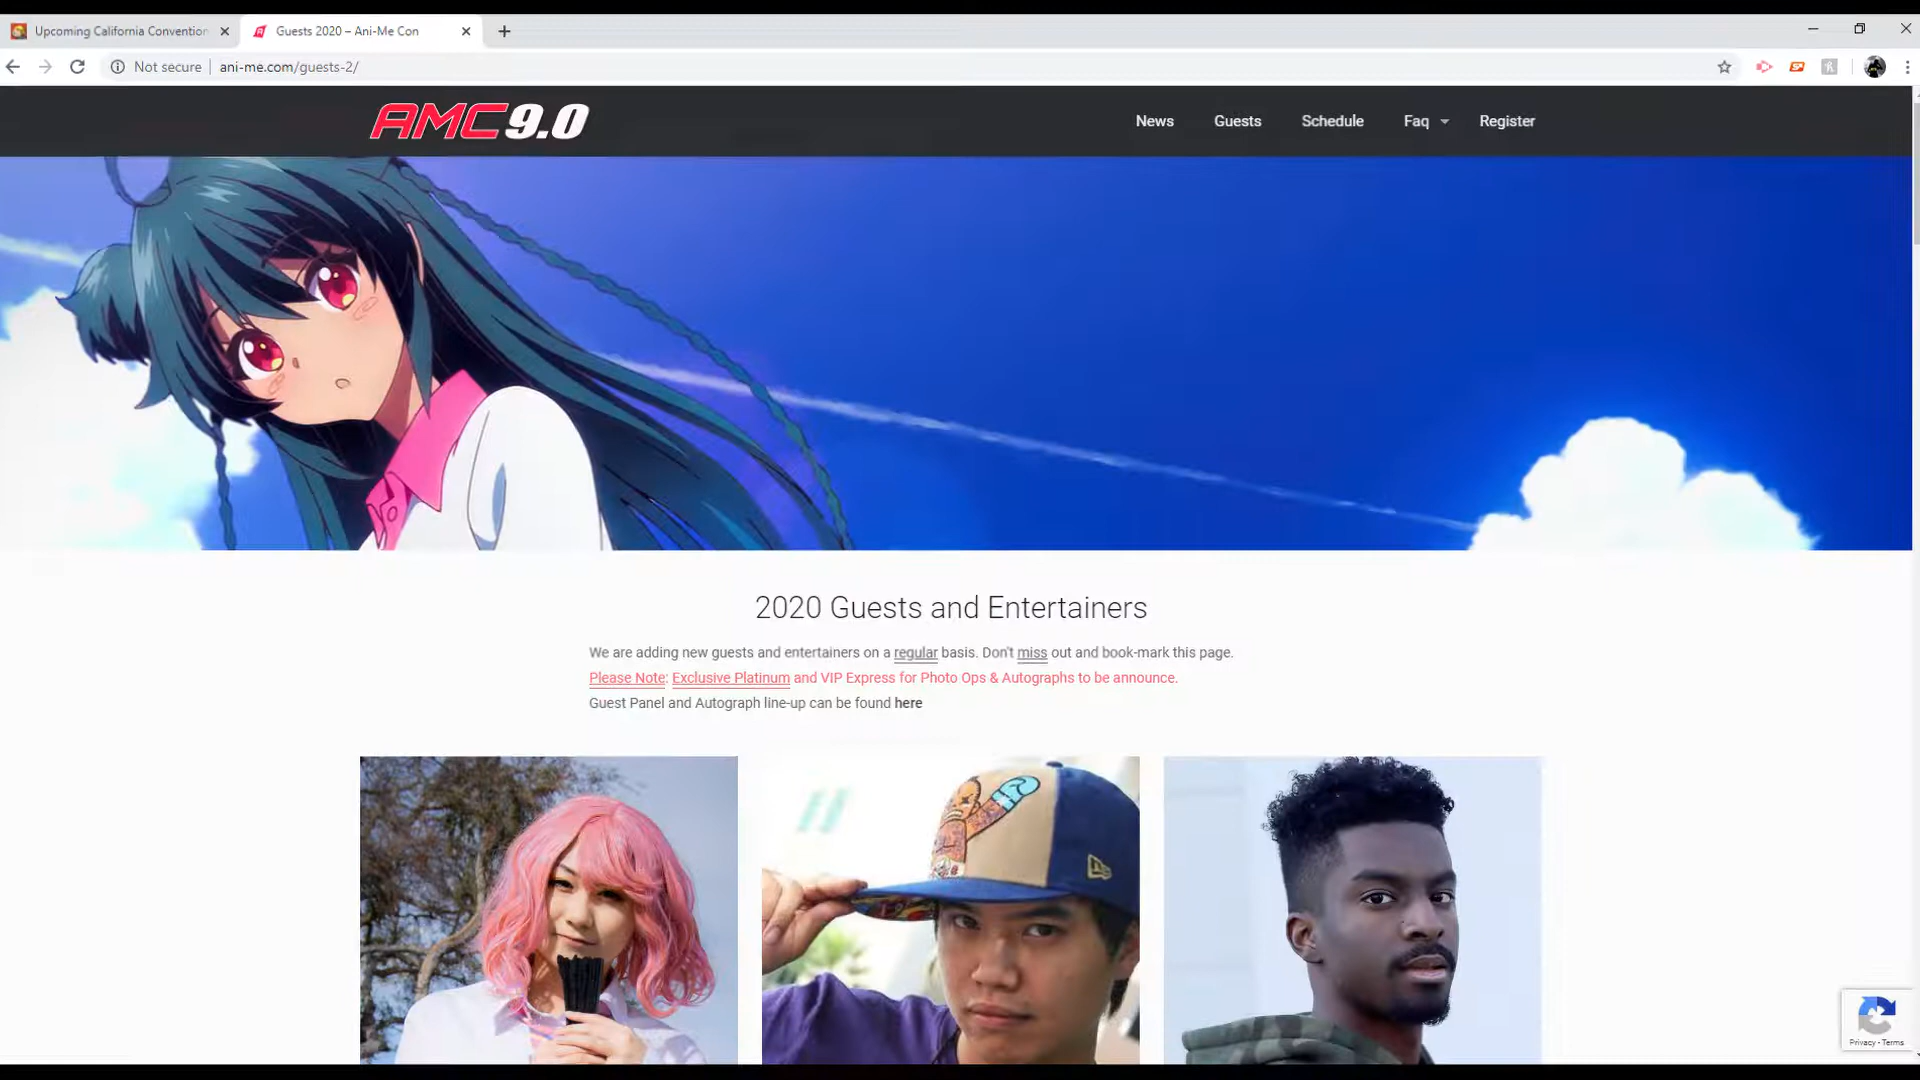 Upcoming California Convention
Guests 2020 – Ani-Me Con
Not secure
ani-me.com/guests-2/
AMC9.0
News
Guests
Schedule
Faq
Register
2020 Guests and Entertainers
We are adding new guests and entertainers on a regular basis. Don't miss out and book-mark this page.
Please Note: Exclusive Platinum and VIP Express for Photo Ops & Autographs to be announce.
Guest Panel and Autograph line-up can be found here
Privacy - Terms